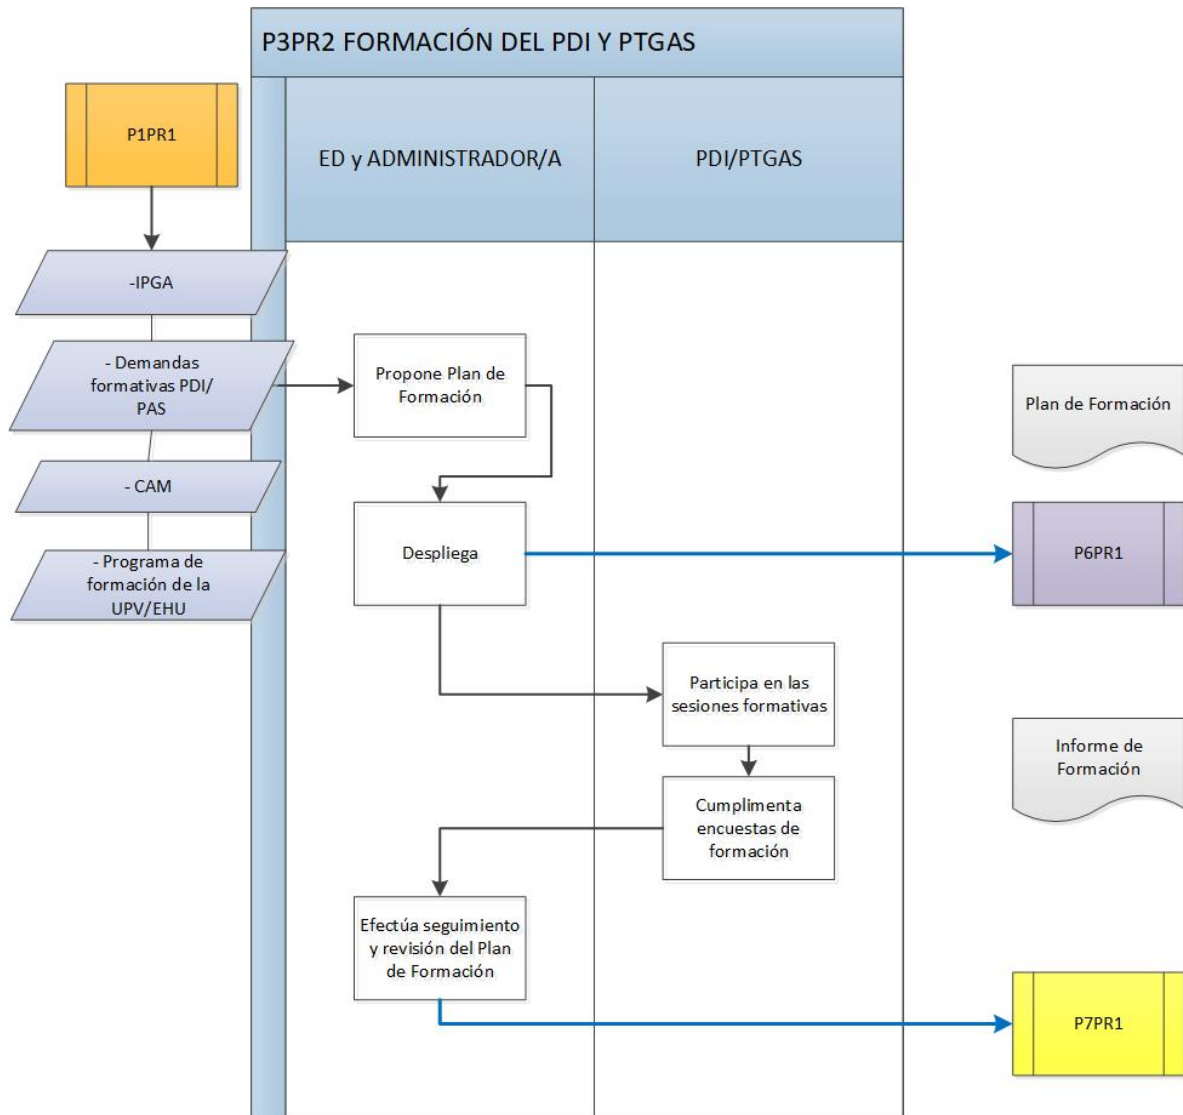 P3PR2 FORMACIÓN DEL PDI Y PTGAS
P1PR1
ED y ADMINISTRADOR/A
PDI/PTGAS
-IPGA
- Demandas
formativas PDI/
PAS
Propone Plan de
Formación
Plan de Formación
- CAM
Despliega
P6PR1
- Programa de
formación de la
UPV/EHU
Participa en las
sesiones formativas
Informe de
Formación
Cumplimenta
encuestas de
formación
Efectúa seguimiento
y revisión del Plan
de Formación
P7PR1